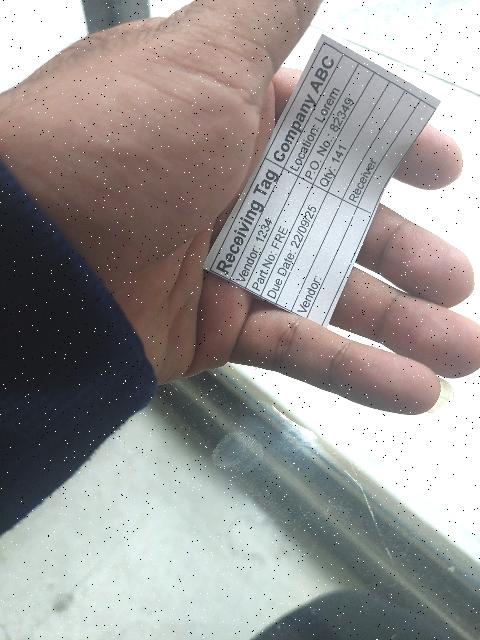 Receiving Tag Company ABC
Vendor: 1234 Location: Lorem
Part.No: FRE P.O. No.: 82349
Due Date: 22/09/25 Qty: 141
Vendor: Receiver